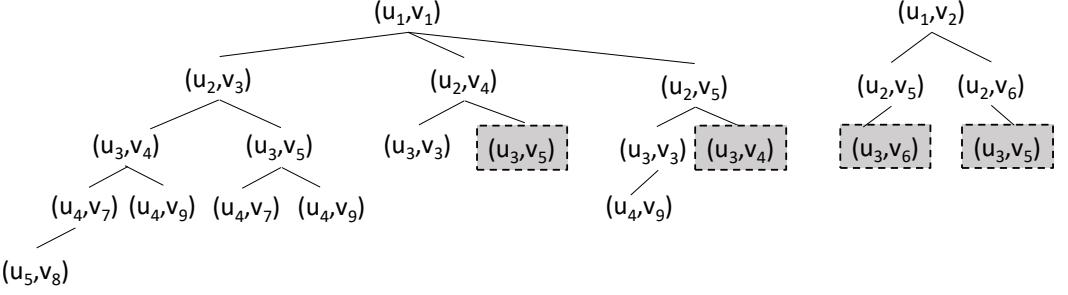 (u₁,v₁) (u₁,v₂)
(u₂,v₃) (u₂,v₄) (u₂,v₅) (u₂,v₅) (u₂,v₆)
(u₃,v₄) (u₃,v₅) (u₃,v₃) (u₃,v₅) (u₃,v₃) (u₃,v₄) (u₃,v₆) (u₃,v₅)
(u₄,v₇) (u₄,v₉) (u₄,v₇) (u₄,v₉) (u₄,v₉)
(u₅,v₈)